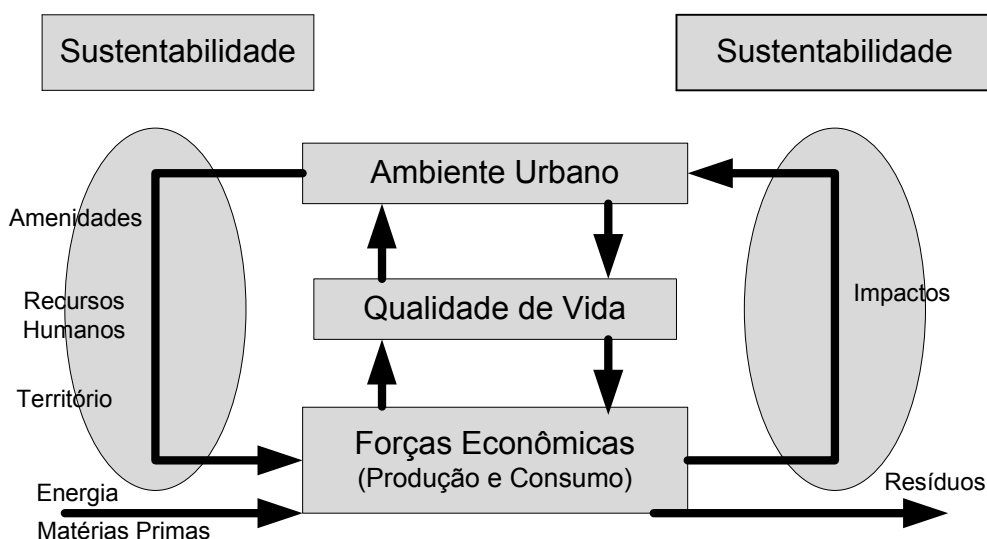 Sustentabilidade
Sustentabilidade
Ambiente Urbano
Amenidades
Recursos
Humanos
Qualidade de Vida
Impactos
Território
Forças Econômicas
(Produção e Consumo)
Energia
Matérias Primas
Resíduos